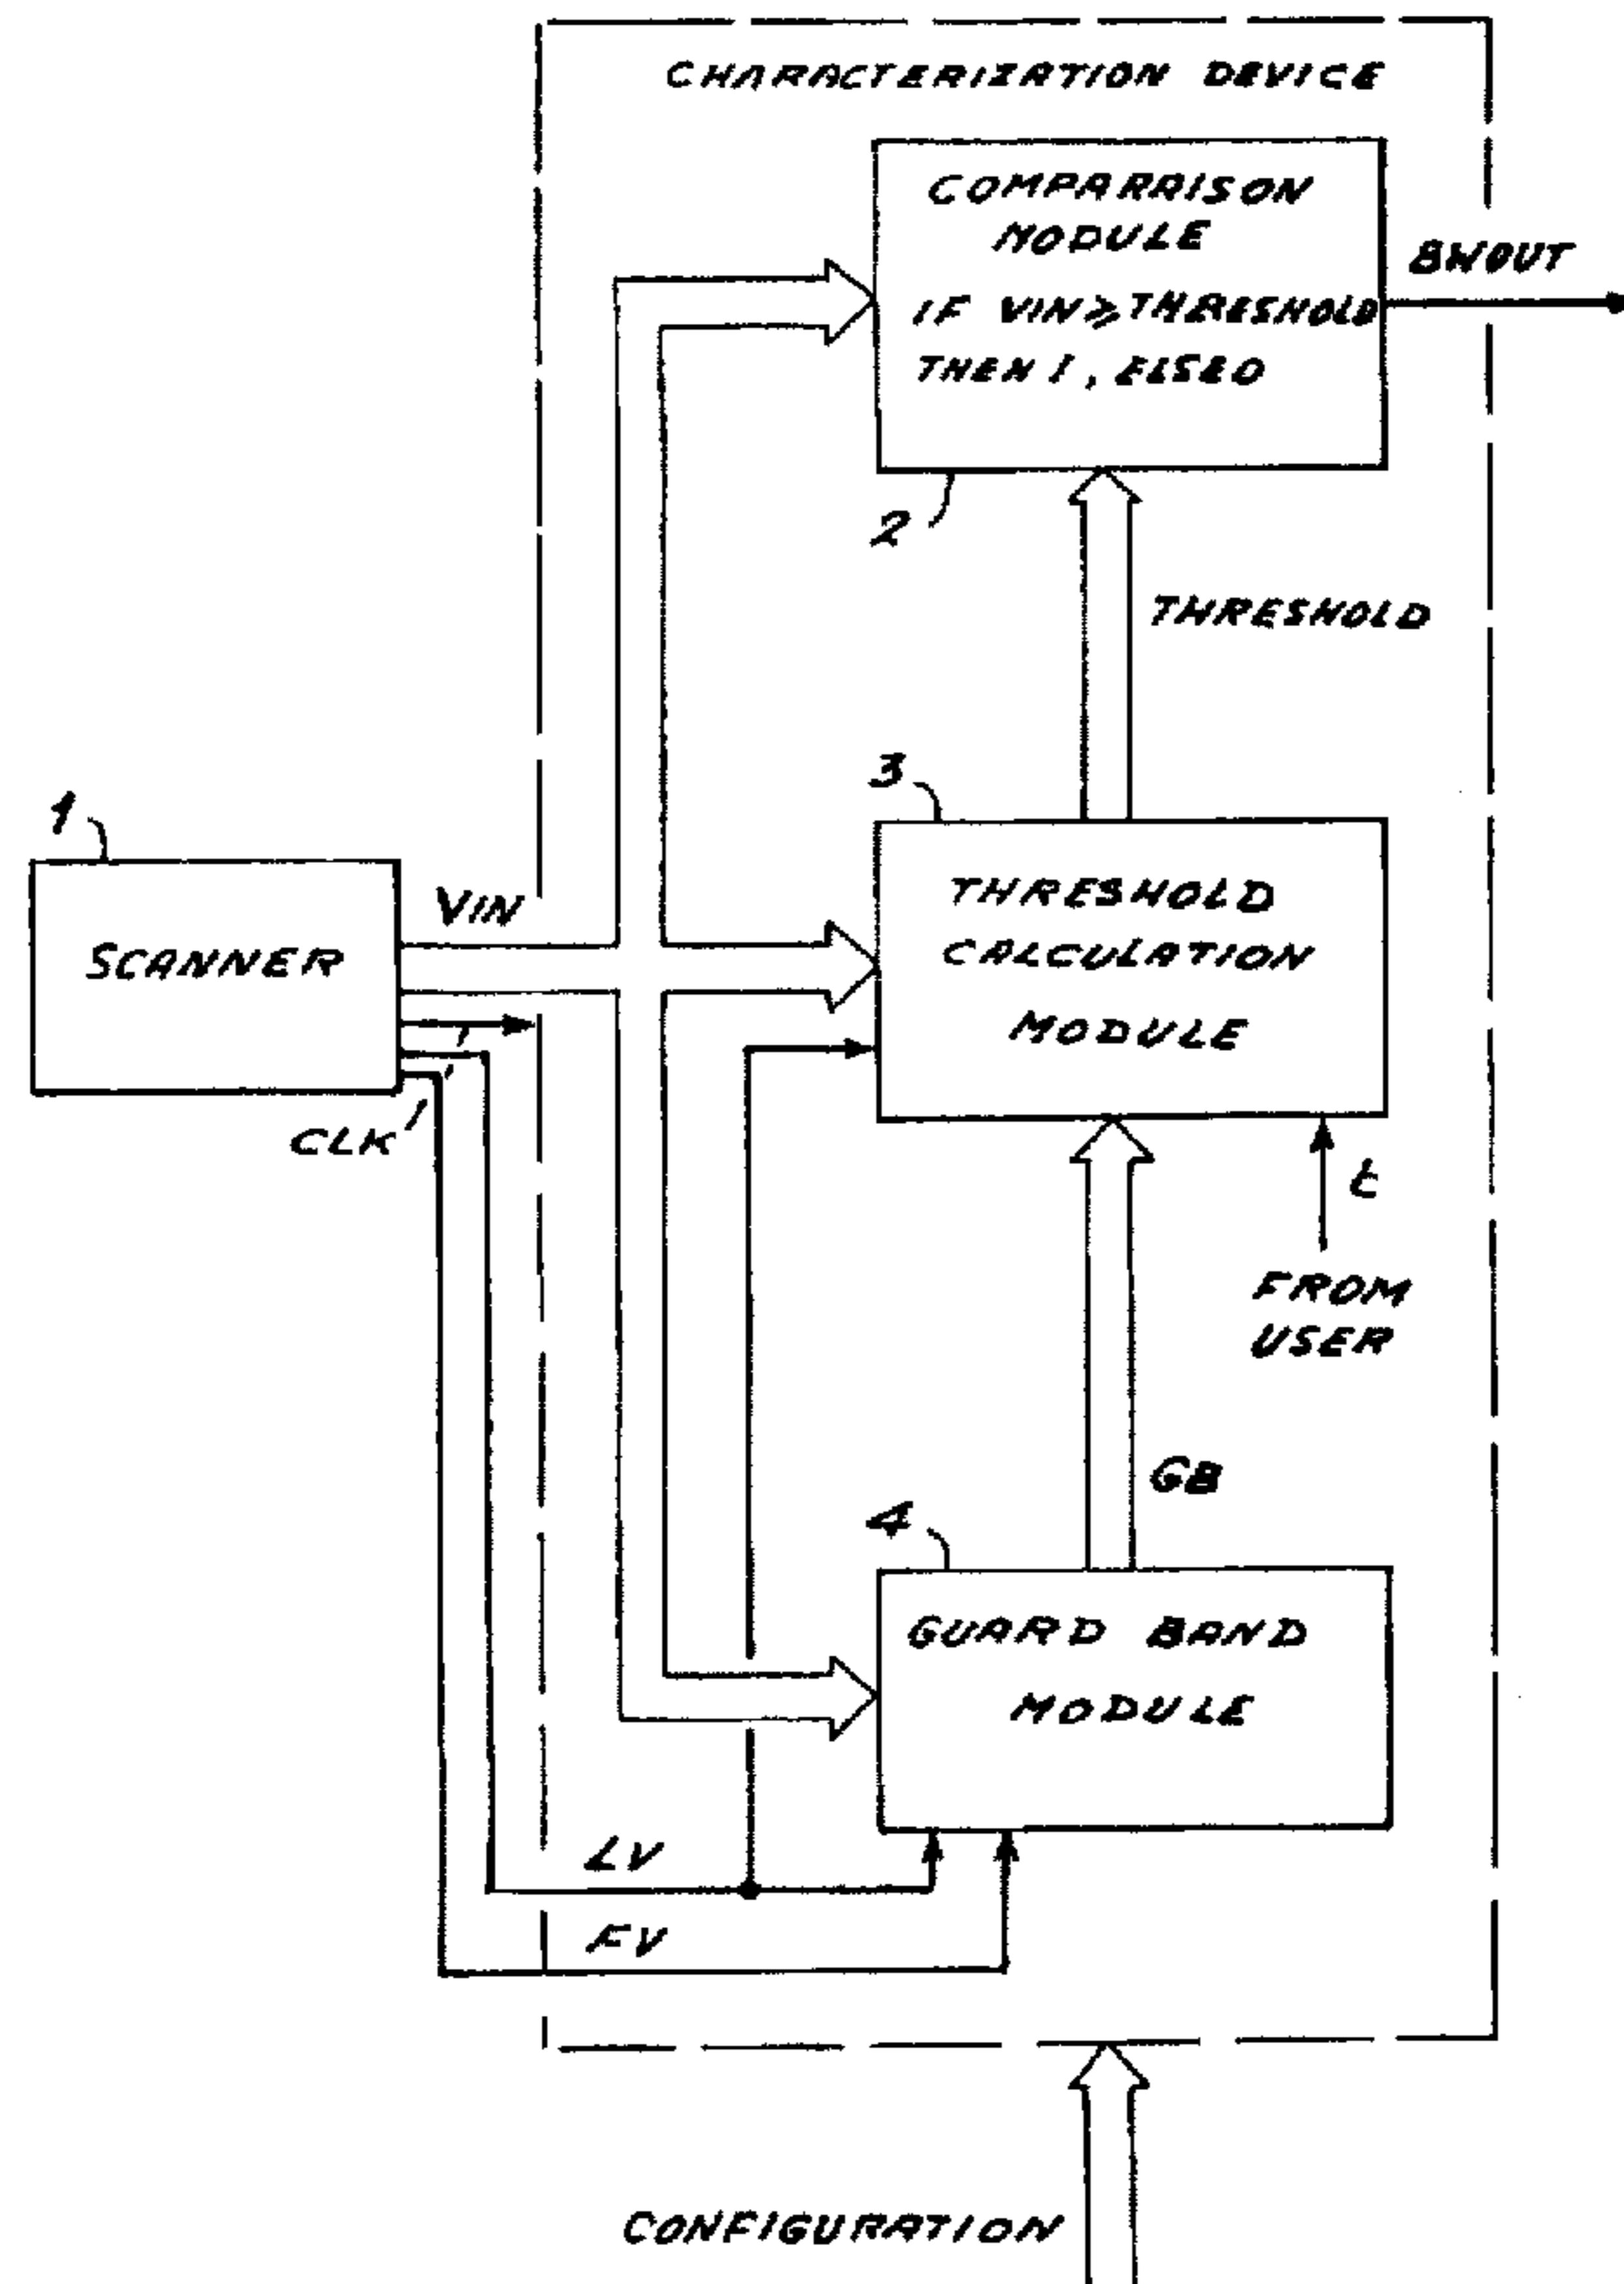 CHARACTERIZATION DEVICE
COMPARAISON
MODULE
IF VIN ⩾ THRESHOLD
THEN 1, ELSE 0
BWOUT
2
THRESHOLD
3
1
VIN
SCANNER
THRESHOLD
CALCULATION
MODULE
CLK
t
FROM
USER
GB
4
GUARD BAND
MODULE
LV
FV
CONFIGURATION